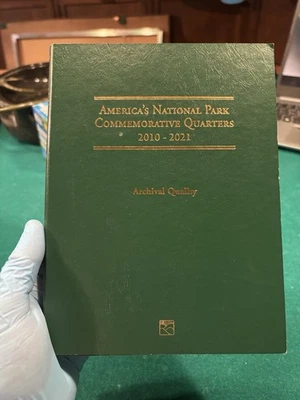 America's National Park
Commemorative Quarters
2010 - 2021
Archival Quality